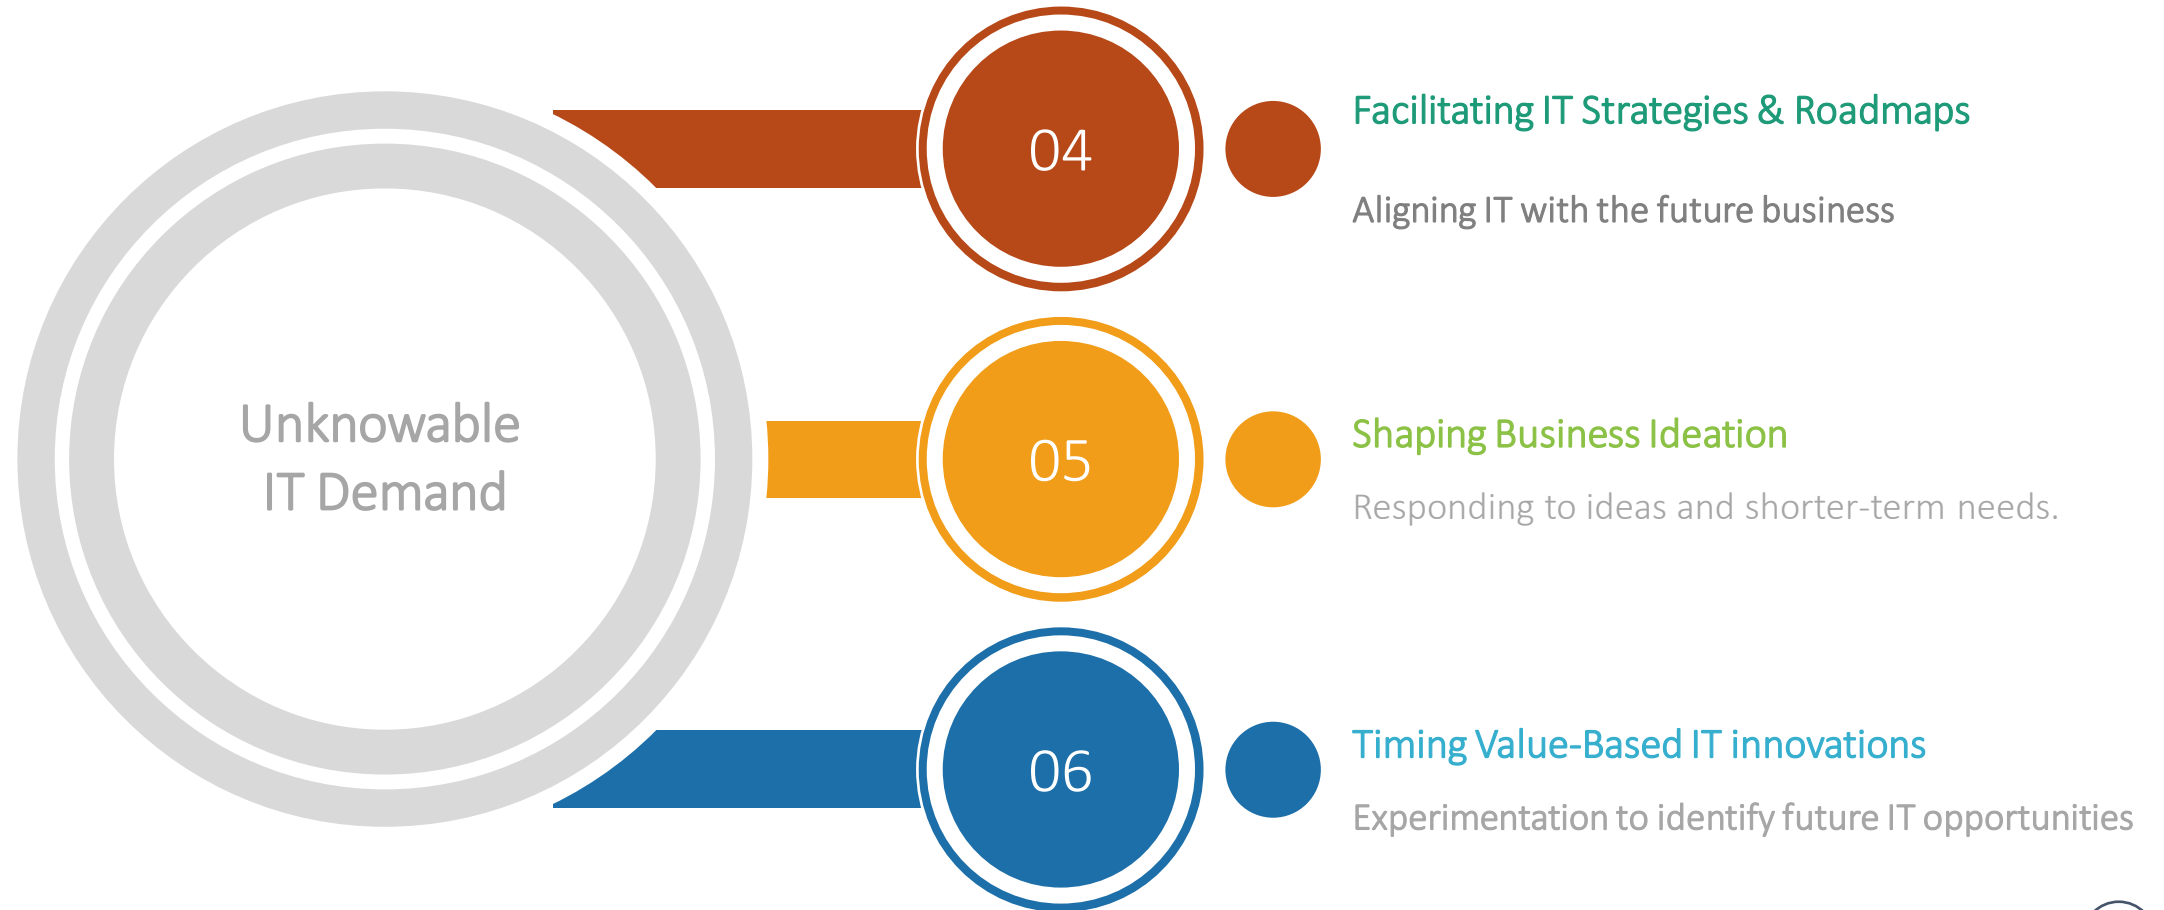 Unknowable
IT Demand
04
Facilitating IT Strategies & Roadmaps
Aligning IT with the future business
05
Shaping Business Ideation
Responding to ideas and shorter-term needs.
06
Timing Value-Based IT innovations
Experimentation to identify future IT opportunities